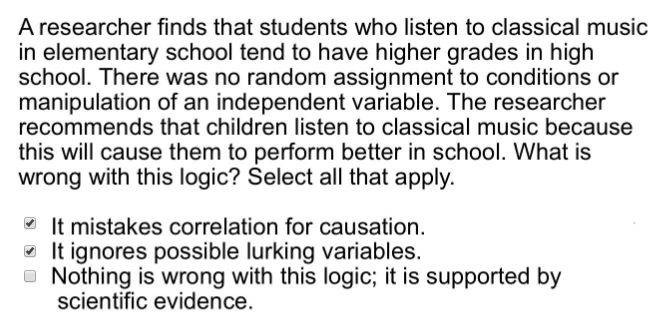 A researcher finds that students who listen to classical music
in elementary school tend to have higher grades in high
school. There was no random assignment to conditions or
manipulation of an independent variable. The researcher
recommends that children listen to classical music because
this will cause them to perform better in school. What is
wrong with this logic? Select all that apply.
It mistakes correlation for causation.
It ignores possible lurking variables.
Nothing is wrong with this logic; it is supported by
scientific evidence.